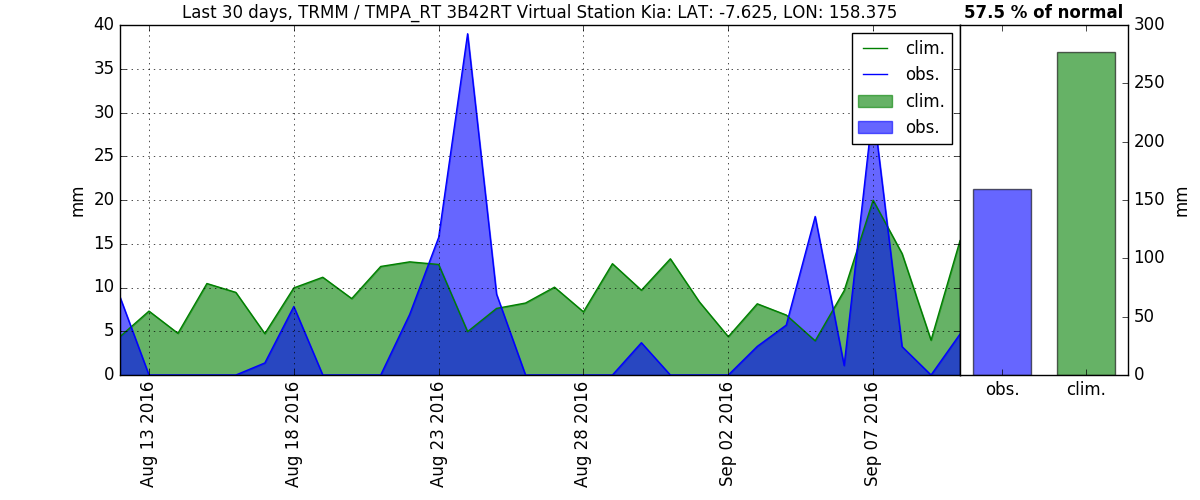 Last 30 days, TRMM / TMPA_RT 3B42RT Virtual Station Kia: LAT: -7.625, LON: 158.375
57.5 % of normal
40
35
30
25
20
15
10
5
0
mm
clim.
obs.
clim.
obs.
Aug 13 2016
Aug 18 2016
Aug 23 2016
Aug 28 2016
Sep 02 2016
Sep 07 2016
300
250
200
150
100
50
0
mm
obs.
clim.